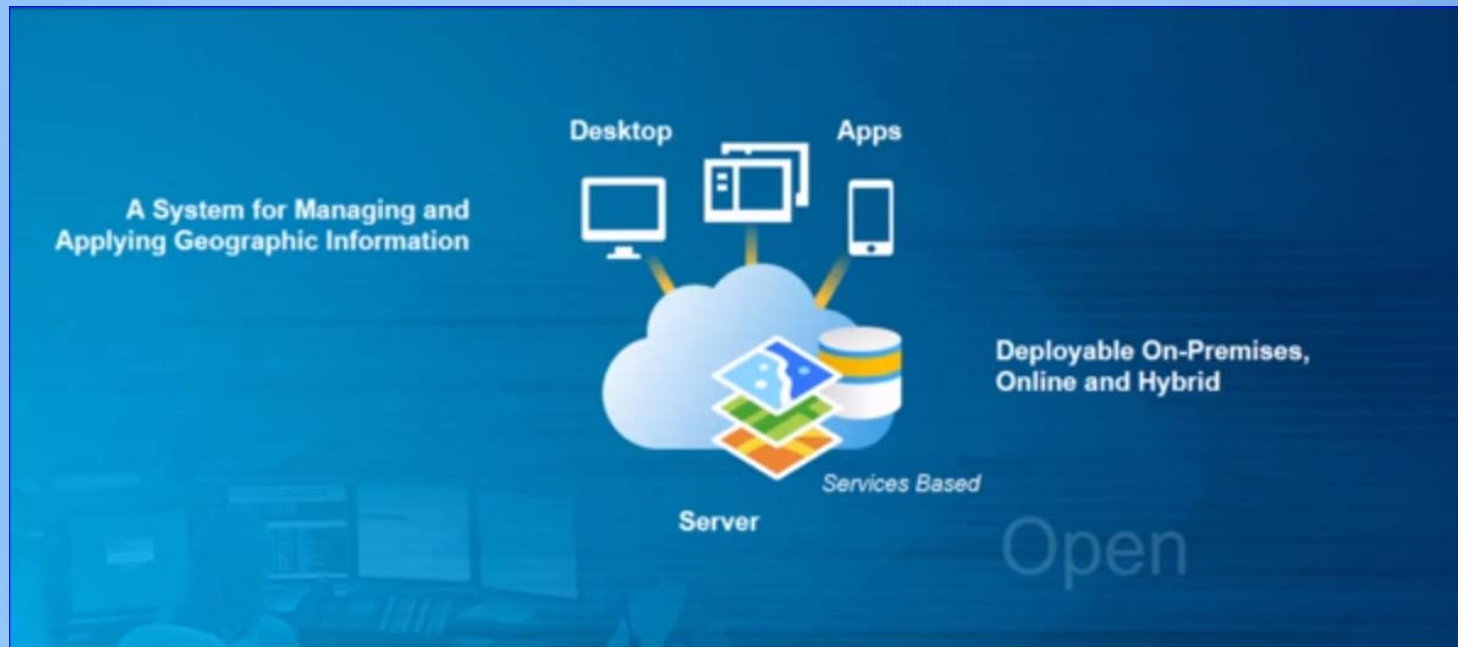 Desktop
Apps
A System for Managing and
Applying Geographic Information
Deployable On-Premises,
Online and Hybrid
Services Based
Server
Open